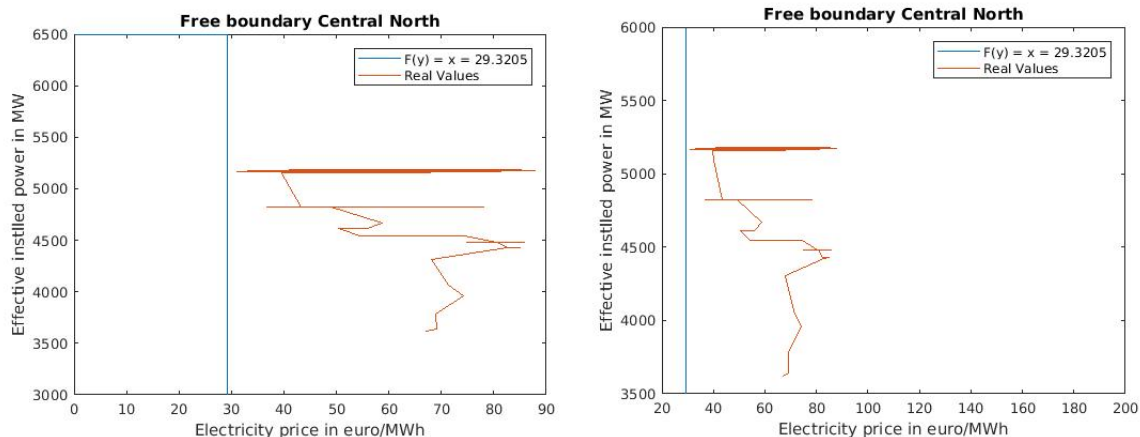 Free boundary Central North
6500
6000
5500
5000
4500
4000
3500
3000
Effective instlled power in MW
F(y) = x = 29.3205
Real Values
0 10 20 30 40 50 60 70 80 90
Electricity price in euro/MWh
Free boundary Central North
6000
5500
5000
4500
4000
3500
Effective instlled power in MW
F(y) = x = 29.3205
Real Values
20 40 60 80 100 120 140 160 180 200
Electricity price in euro/MWh